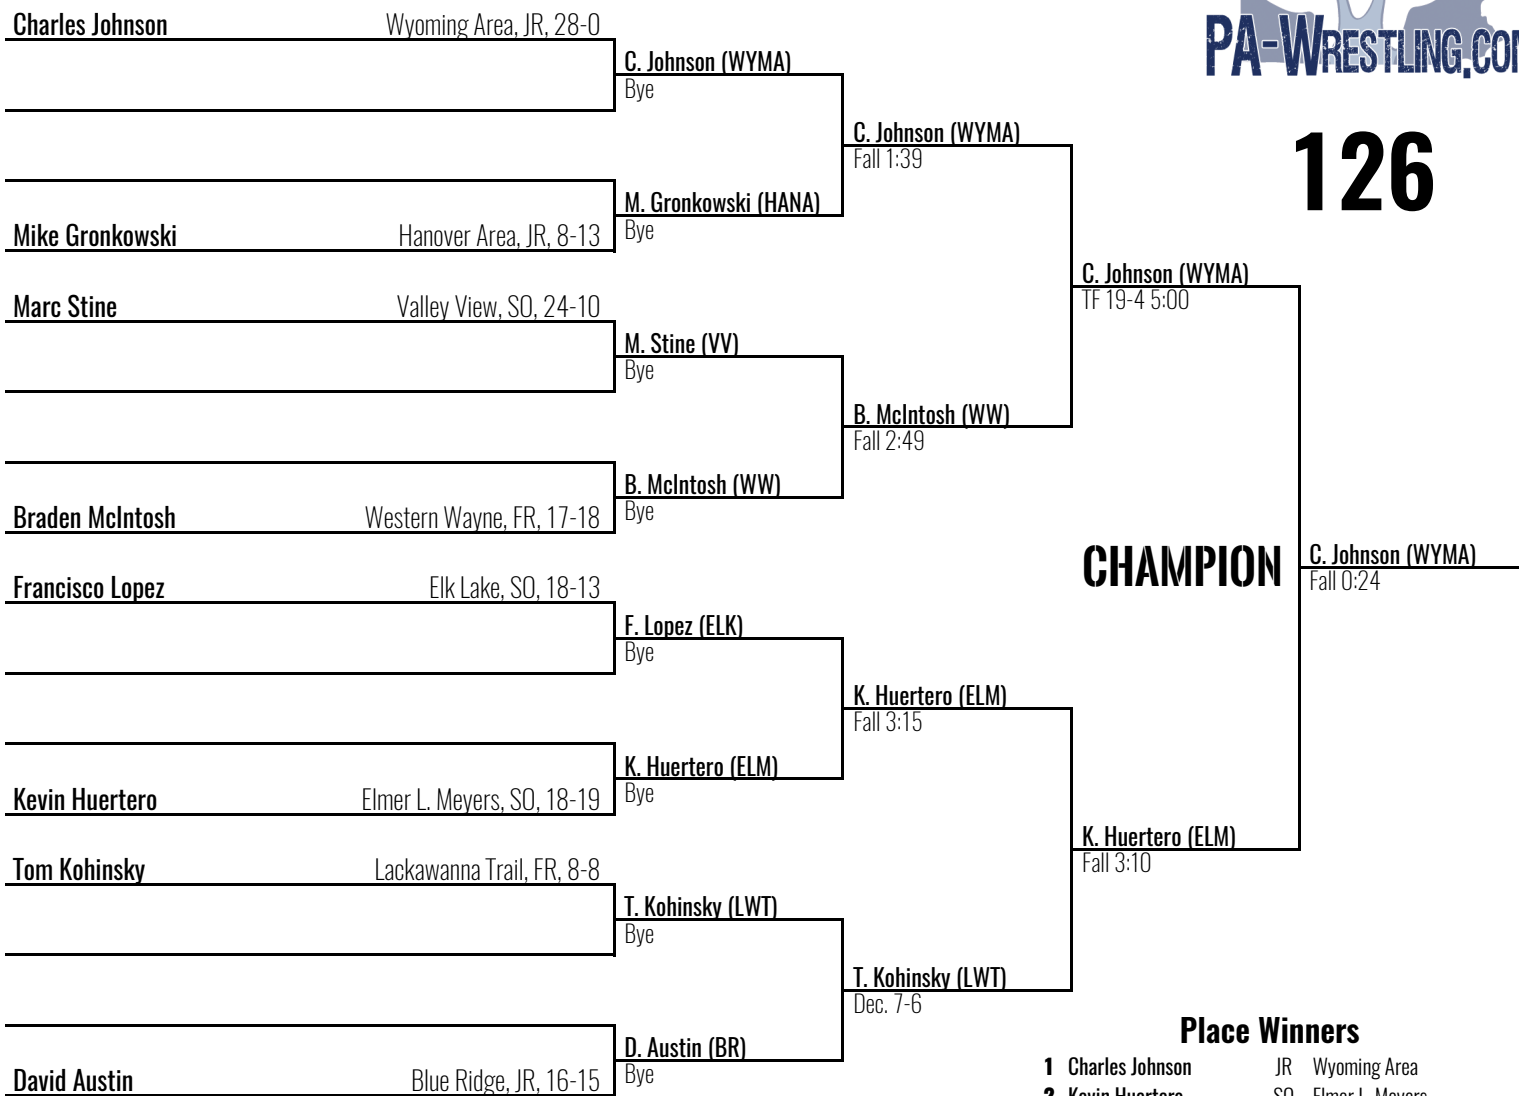 Charles Johnson Wyoming Area, JR, 28-0
C. Johnson (WYMA)
Bye
C. Johnson (WYMA)
Fall 1:39
M. Gronkowski (HANA)
Mike Gronkowski Hanover Area, JR, 8-13
Bye
C. Johnson (WYMA)
TF 19-4 5:00
Marc Stine Valley View, SO, 24-10
M. Stine (VV)
Bye
B. McIntosh (WW)
Fall 2:49
B. McIntosh (WW)
Braden McIntosh Western Wayne, FR, 17-18
Bye
CHAMPION
C. Johnson (WYMA)
Fall 0:24
Francisco Lopez Elk Lake, SO, 18-13
F. Lopez (ELK)
Bye
K. Huertero (ELM)
Fall 3:15
K. Huertero (ELM)
Kevin Huertero Elmer L. Meyers, SO, 18-19
Bye
K. Huertero (ELM)
Fall 3:10
Tom Kohinsky Lackawanna Trail, FR, 8-8
T. Kohinsky (LWT)
Bye
T. Kohinsky (LWT)
Dec. 7-6
D. Austin (BR)
David Austin Blue Ridge, JR, 16-15
Bye
PA-WRESTLING.COM
126
Place Winners
1 Charles Johnson JR Wyoming Area
2 Kevin Huertero SO Elmer L. Meyers